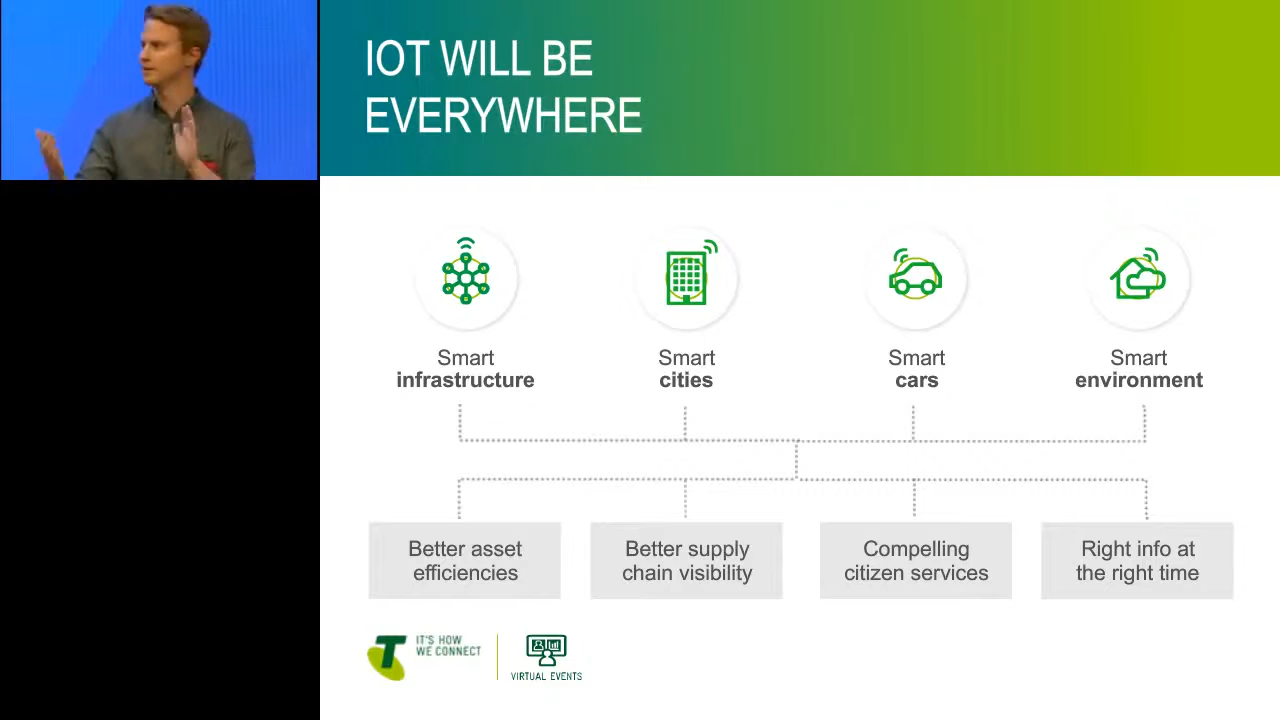 IOT WILL BE
EVERYWHERE
Smart
infrastructure
Smart
cities
Smart
cars
Smart
environment
Better asset
efficiencies
Better supply
chain visibility
Compelling
citizen services
Right info at
the right time
T
IT'S HOW
WE CONNECT
VIRTUAL EVENTS